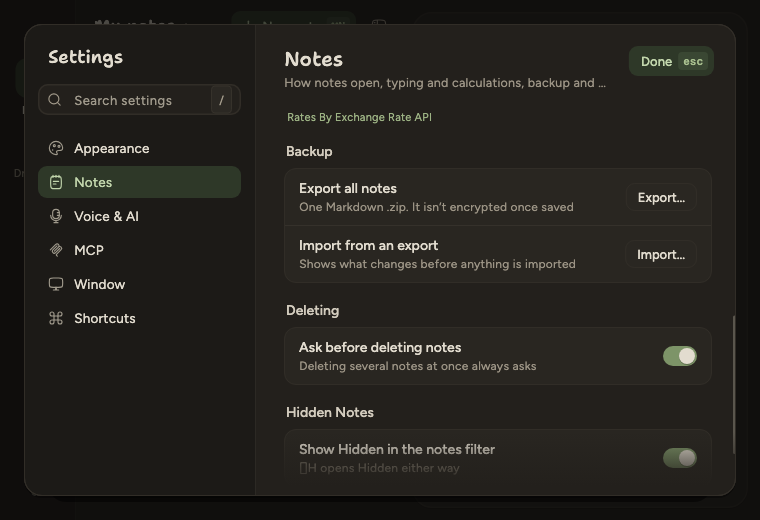 Settings
Search settings /
Appearance
Notes
Voice & AI
MCP
Window
Shortcuts
Notes
How notes open, typing and calculations, backup and ...
Done esc
Rates By Exchange Rate API
Backup
Export all notes
One Markdown .zip. It isn’t encrypted once saved
Export...
Import from an export
Shows what changes before anything is imported
Import...
Deleting
Ask before deleting notes
Deleting several notes at once always asks
Hidden Notes
Show Hidden in the notes filter
H opens Hidden either way